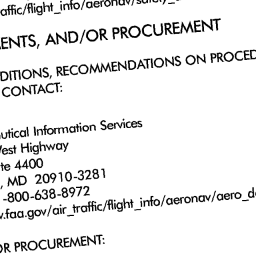 affic/flight_info/aeronav/safety_
ENTS, AND/OR PROCUREMENT
DITIONS, RECOMMENDATIONS ON PROCED
CONTACT:
utical Information Services
West Highway
te 4400
, MD 20910-3281
-800-638-8972
.faa.gov/air_traffic/flight_info/aeronav/aero_d
OR PROCUREMENT: